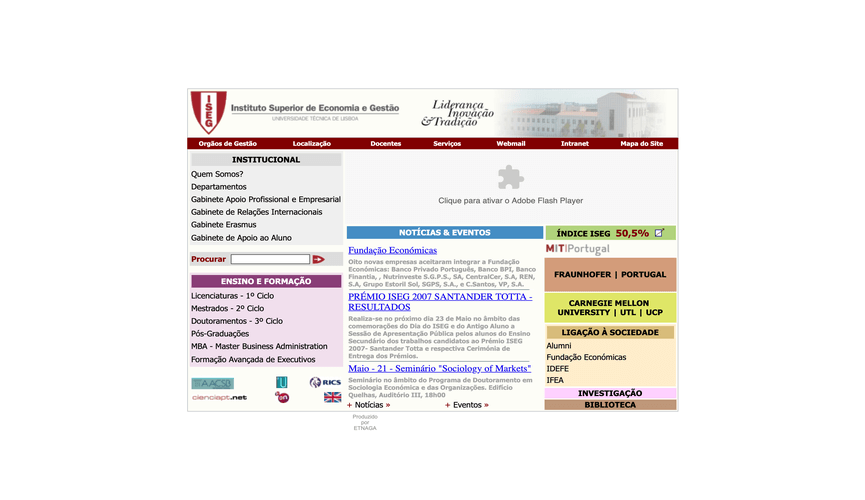 ISEG
Instituto Superior de Economia e Gestão
UNIVERSIDADE TÉCNICA DE LISBOA
Liderança
Inovação
&Tradição
Orgãos de Gestão Localização Docentes Serviços Webmail Intranet Mapa do Site
INSTITUCIONAL
Quem Somos?
Departamentos
Gabinete Apoio Profissional e Empresarial
Gabinete de Relações Internacionais
Gabinete Erasmus
Gabinete de Apoio ao Aluno
Procurar
ENSINO E FORMAÇÃO
Licenciaturas - 1º Ciclo
Mestrados - 2º Ciclo
Doutoramentos - 3º Ciclo
Pós-Graduações
MBA - Master Business Administration
Formação Avançada de Executivos
AACSB
RICS
cienciapt.net
Clique para ativar o Adobe Flash Player
NOTÍCIAS & EVENTOS
Fundação Económicas
Oito novas empresas aceitaram integrar a Fundação
Económicas: Banco Privado Português, Banco BPI, Banco
Finantia, , Nutrinveste S.G.P.S., SA, CentralCer, S.A, REN,
S.A, Grupo Estoril Sol, SGPS, S.A., e C.Santos, VP, S.A.
PRÉMIO ISEG 2007 SANTANDER TOTTA -
RESULTADOS
Realiza-se no próximo dia 23 de Maio no âmbito das
comemorações do Dia do ISEG e do Antigo Aluno a
Sessão de Apresentação Pública pelos alunos do Ensino
Secundário dos trabalhos candidatos ao Prémio ISEG
2007- Santander Totta e respectiva Cerimónia de
Entrega dos Prémios.
Maio - 21 - Seminário "Sociology of Markets"
Seminário no âmbito do Programa de Doutoramento em
Sociologia Económica e das Organizações. Edifício
Quelhas, Auditório III, 18h00
+ Notícias » + Eventos »
ÍNDICE ISEG 50,5%
MIT|Portugal
FRAUNHOFER | PORTUGAL
CARNEGIE MELLON
UNIVERSITY | UTL | UCP
LIGAÇÃO À SOCIEDADE
Alumni
Fundação Económicas
IDEFE
IFEA
INVESTIGAÇÃO
BIBLIOTECA
Produzido
por
ETNAGA